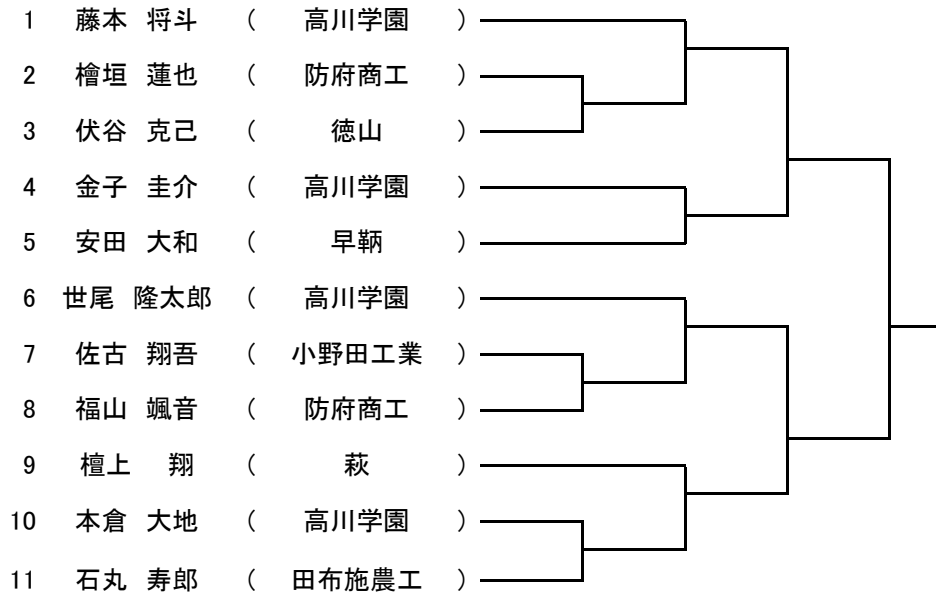 1 藤本 将斗 ( 高川学園 )
2 檜垣 蓮也 ( 防府商工 )
3 伏谷 克己 ( 徳山 )
4 金子 圭介 ( 高川学園 )
5 安田 大和 ( 早鞆 )
6 世尾 隆太郎 ( 高川学園 )
7 佐古 翔吾 ( 小野田工業 )
8 福山 颯音 ( 防府商工 )
9 檀上 翔 ( 萩 )
10 本倉 大地 ( 高川学園 )
11 石丸 寿郎 ( 田布施農工 )